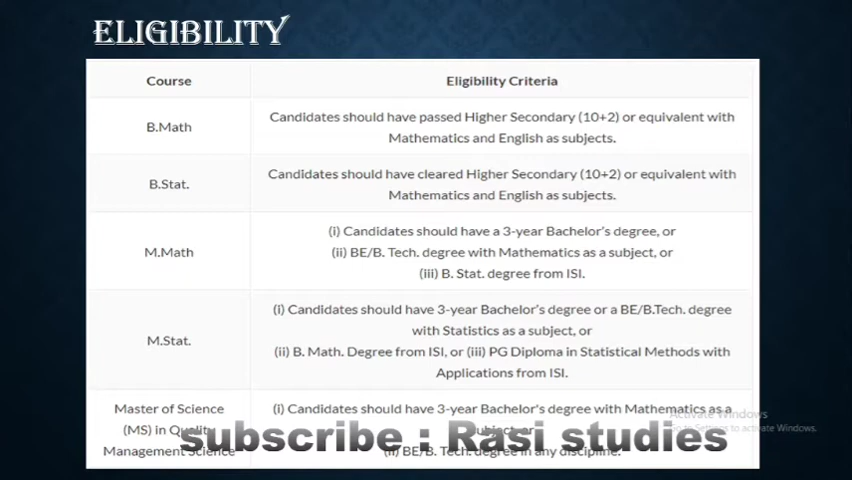 ELIGIBILITY
Course Eligibility Criteria
B.Math
Candidates should have passed Higher Secondary (10+2) or equivalent with
Mathematics and English as subjects.
B.Stat.
Candidates should have cleared Higher Secondary (10+2) or equivalent with
Mathematics and English as subjects.
M.Math
(i) Candidates should have a 3-year Bachelor's degree, or
(ii) BE/B. Tech. degree with Mathematics as a subject, or
(iii) B. Stat. degree from ISI.
M.Stat.
(i) Candidates should have 3-year Bachelor's degree or a BE/B.Tech. degree
with Statistics as a subject, or
(ii) B. Math. Degree from ISI, or (iii) PG Diploma in Statistical Methods with
Applications from ISI.
Master of Science
(MS) in Quality
Management Science
(i) Candidates should have 3-year Bachelor's degree with Mathematics as a
subject, or
(ii) BE/B. Tech. degree in any discipline.
subscribe : Rasi studies
Activate Windows
Go to Settings to activate Windows.